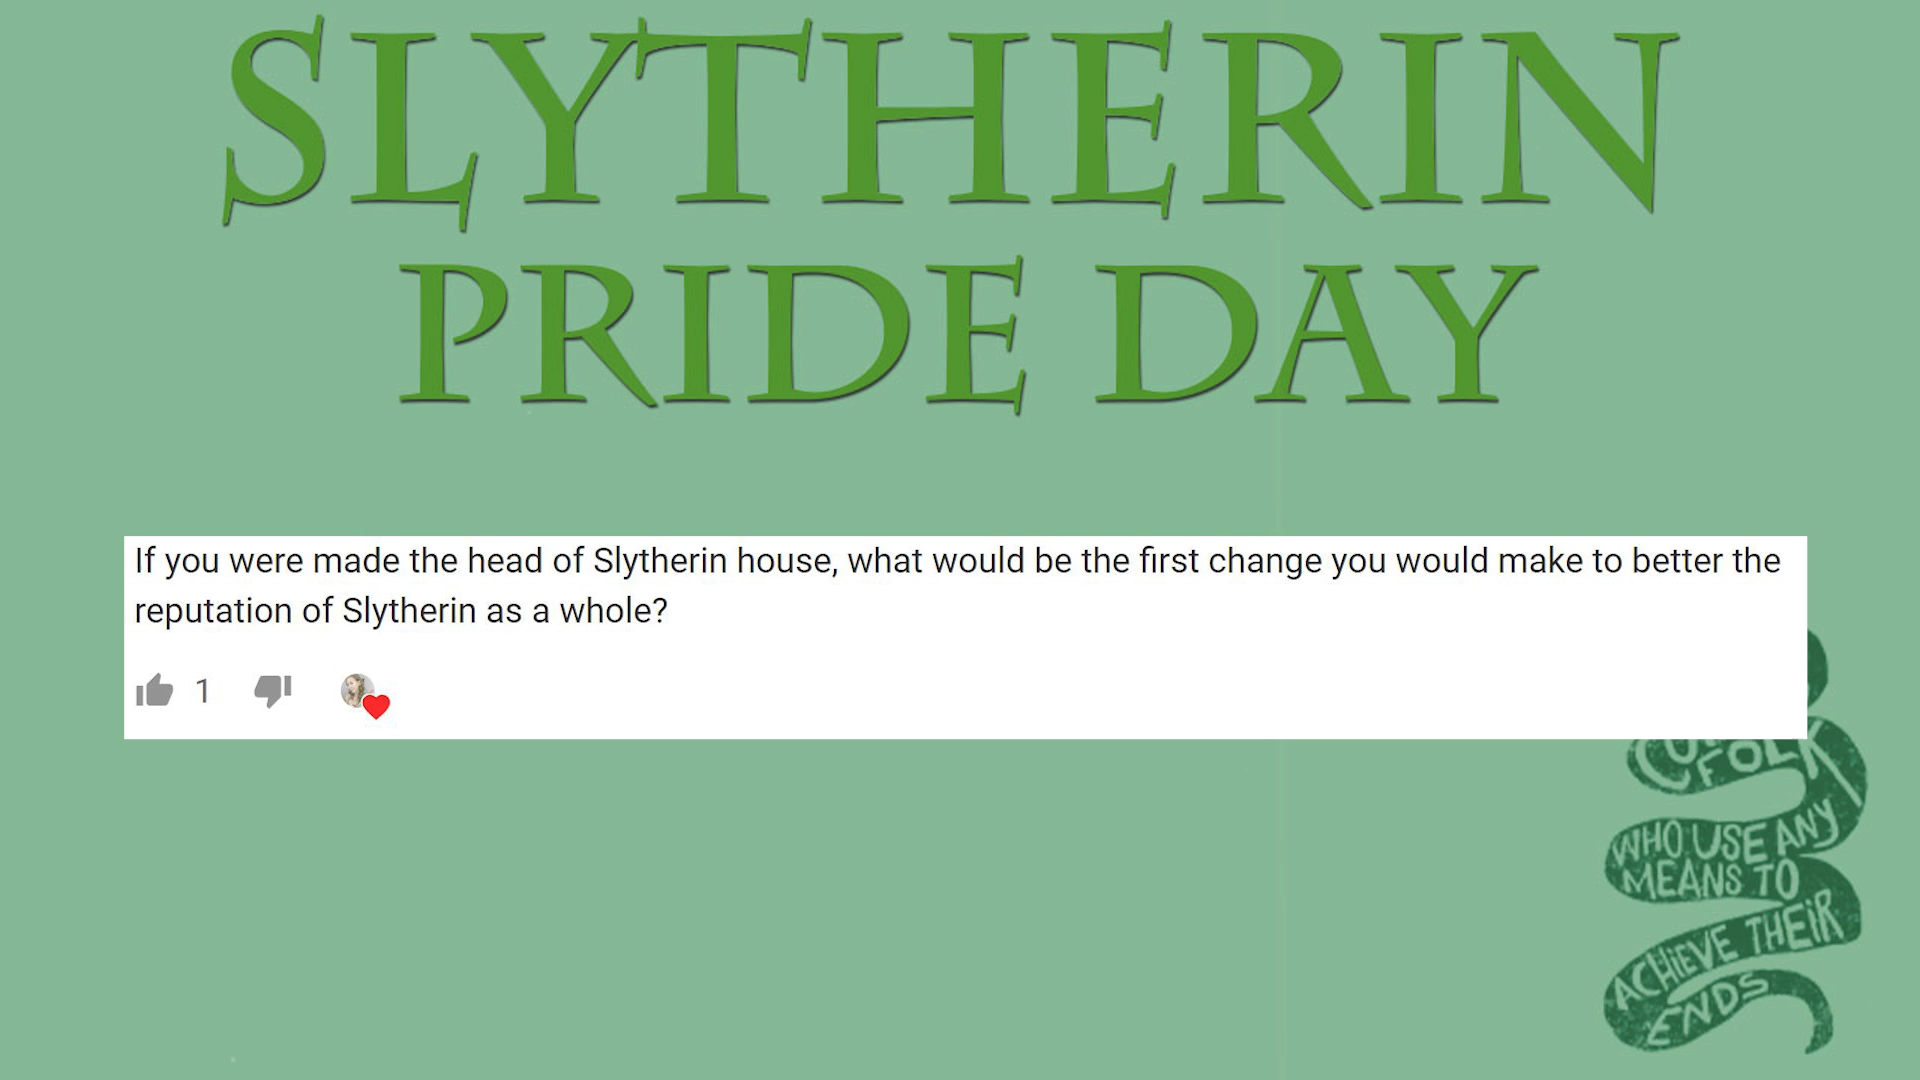 SLYTHERIN
PRIDE DAY
If you were made the head of Slytherin house, what would be the first change you would make to better the
reputation of Slytherin as a whole?
1
FOLK
WHO USE ANY
MEANS TO
ACHiEVE THEiR
ENDS